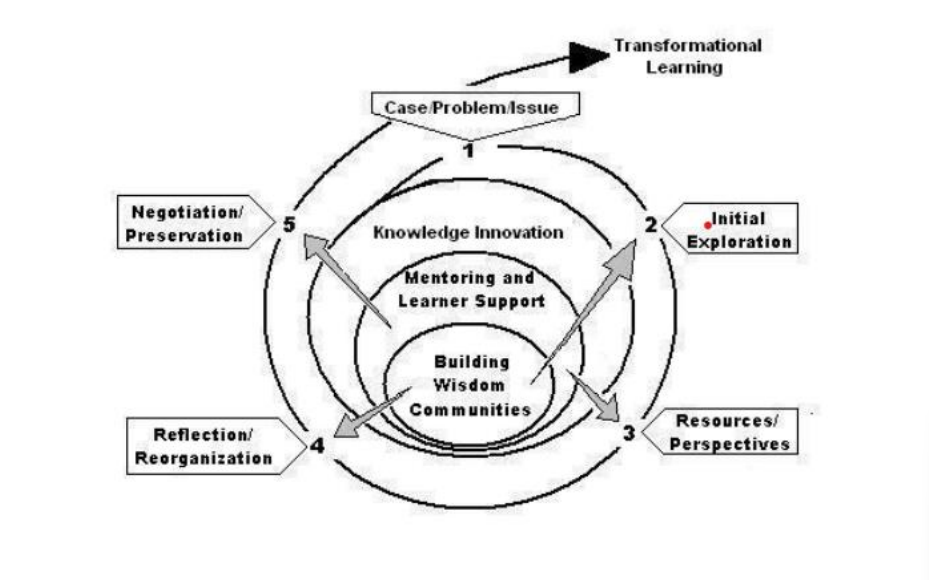 Transformational
Learning
Case/Problem/Issue
1
2
Initial
Exploration
Negotiation/
Preservation
5
Knowledge Innovation
Mentoring and
Learner Support
Building
Wisdom
Communities
Resources/
Perspectives
3
Reflection/
Reorganization
4